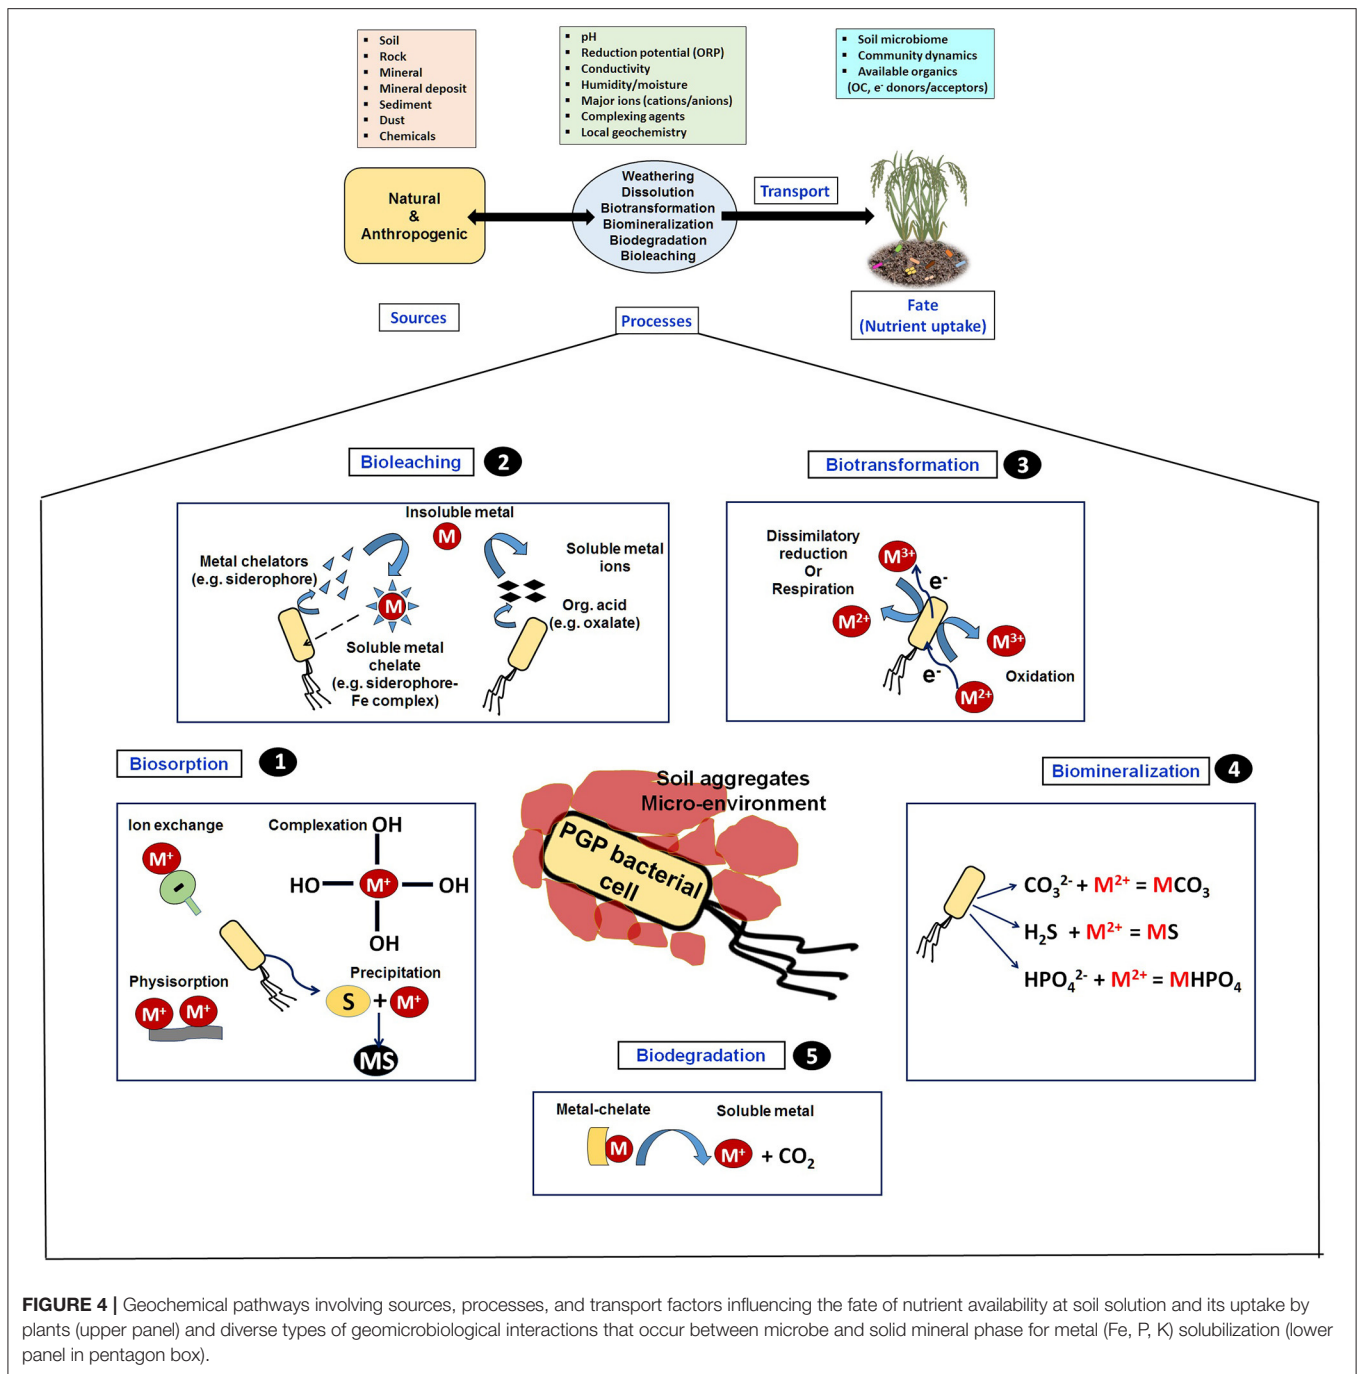 ▪ Soil
▪ Rock
▪ Mineral
▪ Mineral deposit
▪ Sediment
▪ Dust
▪ Chemicals
▪ pH
▪ Reduction potential (ORP)
▪ Conductivity
▪ Humidity/moisture
▪ Major ions (cations/anions)
▪ Complexing agents
▪ Local geochemistry
▪ Soil microbiome
▪ Community dynamics
▪ Available organics
(OC, e⁻ donors/acceptors)
Natural
&
Anthropogenic
Weathering
Dissolution
Biotransformation
Biomineralization
Biodegradation
Bioleaching
Transport
Sources
Processes
Fate
(Nutrient uptake)
Bioleaching 2
Insoluble metal
M
Metal chelators
(e.g. siderophore)
M
Soluble metal
chelate
(e.g. siderophore-
Fe complex)
Soluble metal
ions
Org. acid
(e.g. oxalate)
Biotransformation 3
Dissimilatory
reduction
Or
Respiration
M³⁺
e⁻
M²⁺
M³⁺
Oxidation
e⁻
M²⁺
Biosorption 1
Ion exchange
M⁺
-
Complexation
OH
HO M⁺ OH
OH
Physisorption
M⁺ M⁺
Precipitation
S + M⁺
MS
Soil aggregates
Micro-environment
PGP bacterial
cell
Biomineralization 4
CO₃²⁻ + M²⁺ = MCO₃
H₂S + M²⁺ = MS
HPO₄²⁻ + M²⁺ = MHPO₄
Biodegradation 5
Metal-chelate
Soluble metal
M
M⁺ + CO₂
FIGURE 4 | Geochemical pathways involving sources, processes, and transport factors influencing the fate of nutrient availability at soil solution and its uptake by
plants (upper panel) and diverse types of geomicrobiological interactions that occur between microbe and solid mineral phase for metal (Fe, P, K) solubilization (lower
panel in pentagon box).